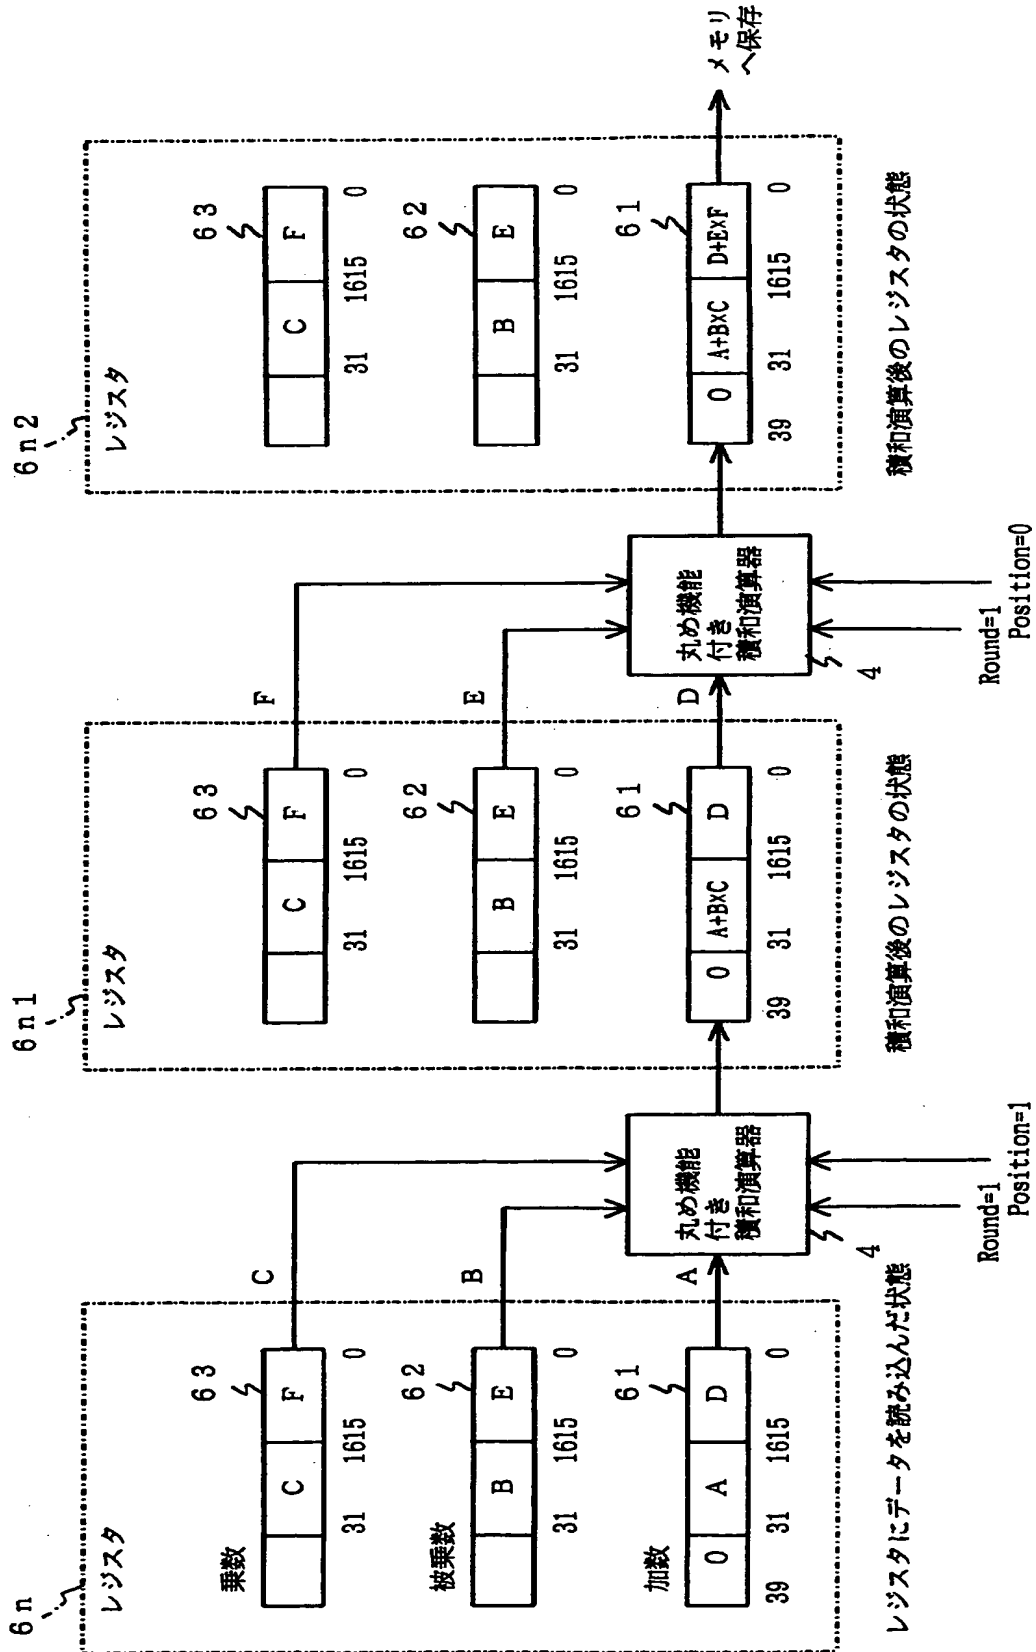 6n
レジスタ
乗数
63
C
F
31
1615
0
被乗数
62
B
E
31
1615
0
加数
61
0
A
D
39
31
1615
0
レジスタにデータを読み込んだ状態
C
B
A
丸め機能
付き
積和演算器
4
Round=1
Position=1
6n1
レジスタ
63
C
F
31
1615
0
62
B
E
31
1615
0
61
0
A+B×C
D
39
31
1615
0
積和演算後のレジスタの状態
F
E
D
丸め機能
付き
積和演算器
4
Round=1
Position=0
6n2
レジスタ
63
C
F
31
1615
0
62
B
E
31
1615
0
61
0
A+B×C
D+E×F
39
31
1615
0
積和演算後のレジスタの状態
メモリ
へ保存